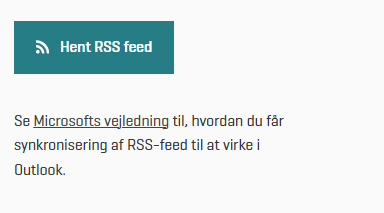 Hent RSS feed
Se Microsofts vejledning til, hvordan du får
synkronisering af RSS-feed til at virke i
Outlook.